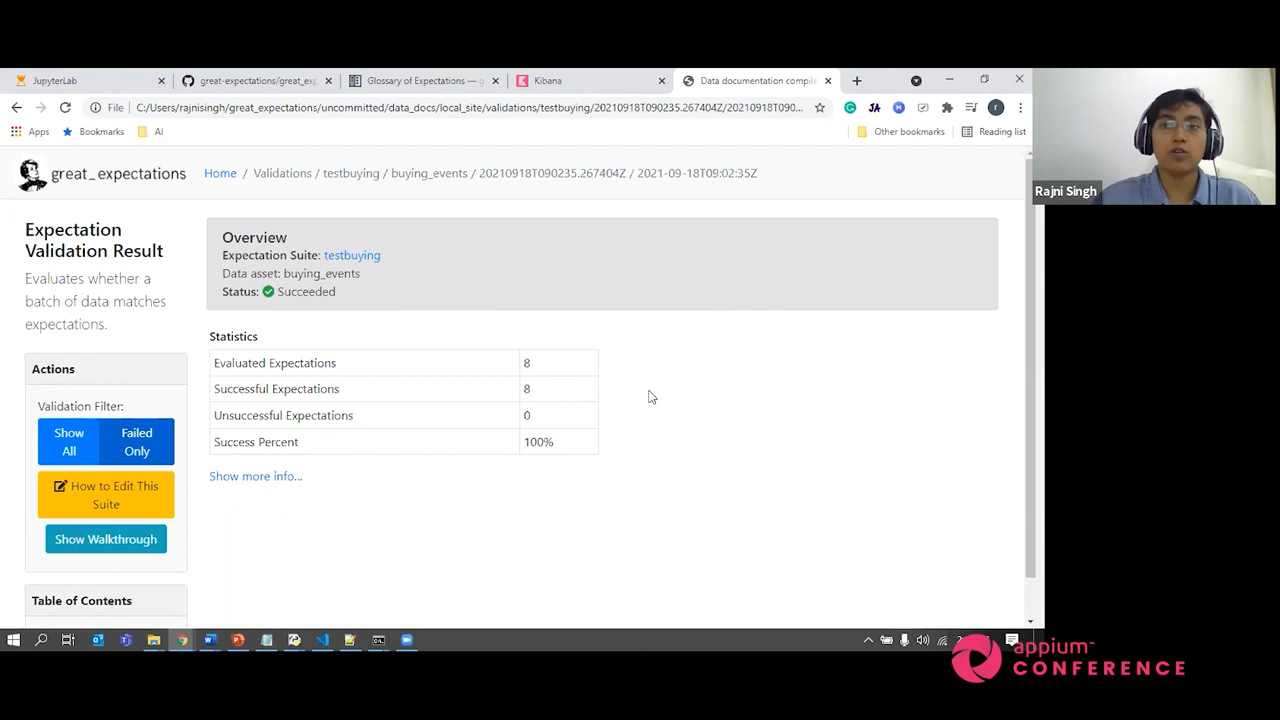 JupyterLab
great-expectations/great_exp
Glossary of Expectations — g
Kibana
Data documentation compile
File
C:/Users/rajnisingh/great_expectations/uncommitted/data_docs/local_site/validations/testbuying/20210918T090235.267404Z/20210918T090...
Apps
Bookmarks
AI
Other bookmarks
Reading list
great_expectations
Home / Validations / testbuying / buying_events / 20210918T090235.267404Z / 2021-09-18T09:02:35Z
Rajni Singh
Expectation
Validation Result
Evaluates whether a
batch of data matches
expectations.
Actions
Validation Filter:
Show
All
Failed
Only
How to Edit This
Suite
Show Walkthrough
Table of Contents
Overview
Expectation Suite: testbuying
Data asset: buying_events
Status: Succeeded
Statistics
Evaluated Expectations 8
Successful Expectations 8
Unsuccessful Expectations 0
Success Percent 100%
Show more info...
appium™
CONFERENCE